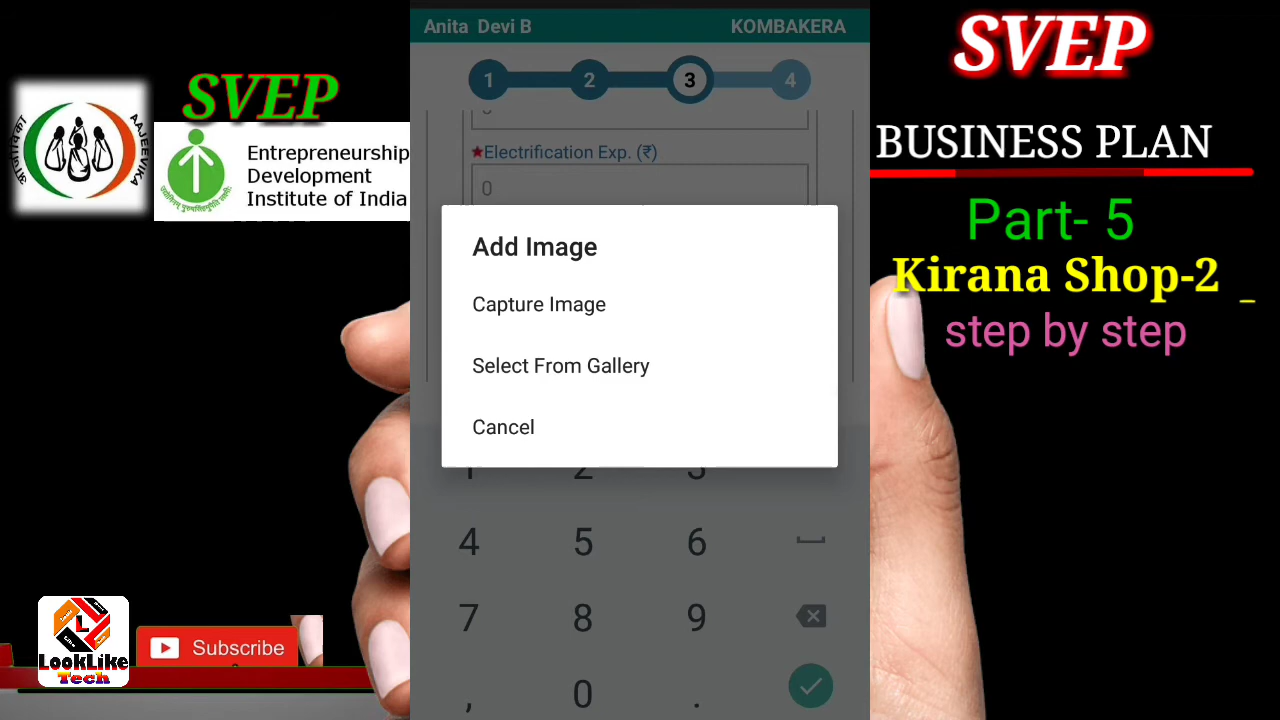 SVEP
आजीविका
AAJEEVIKA
Entrepreneurship
Development
Institute of India
Anita Devi B
KOMBAKERA
1
2
3
4
★Electrification Exp. (₹)
0
Add Image
Capture Image
Select From Gallery
Cancel
4 5 6
7 8 9
, 0 .
SVEP
BUSINESS PLAN
Part- 5
Kirana Shop-2 _
step by step
L
LookLike
Tech
Subscribe